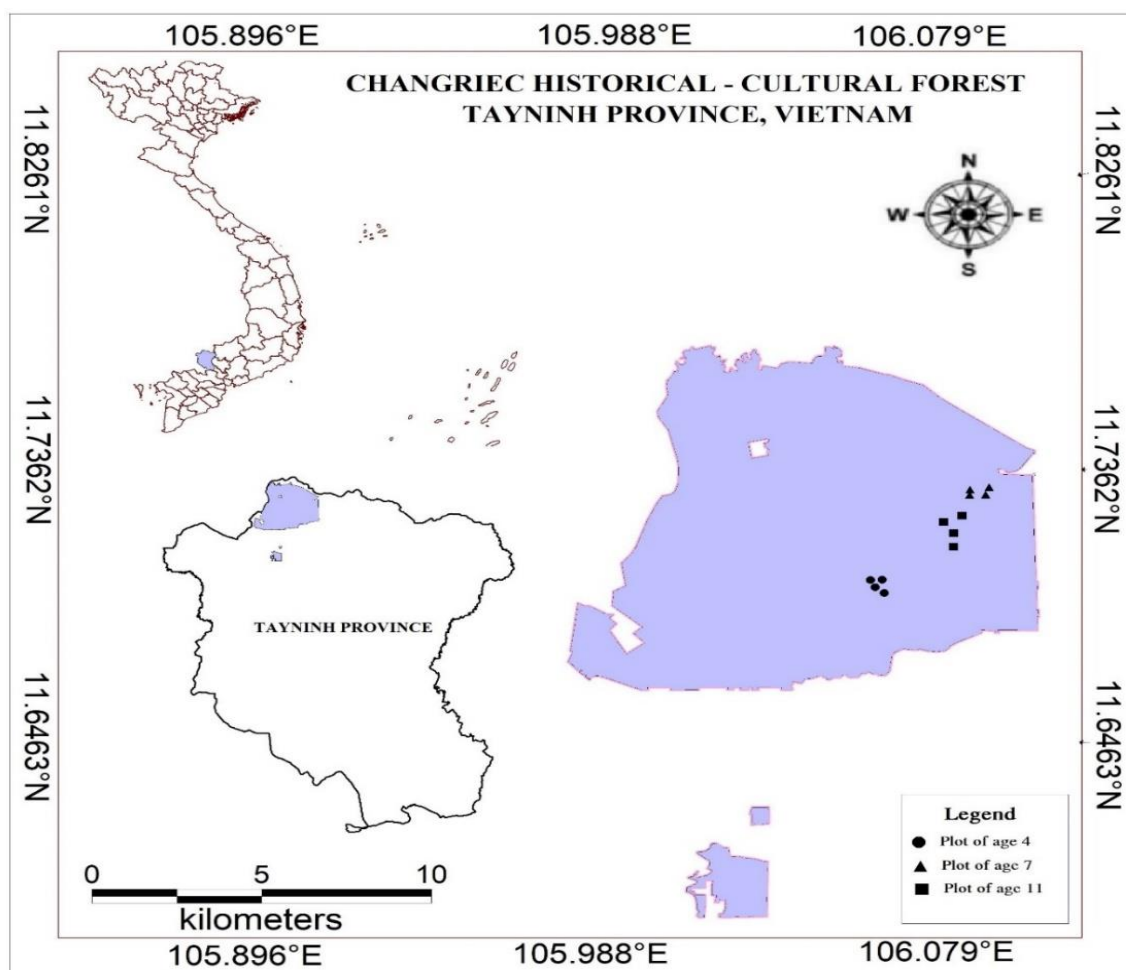 105.896°E 105.988°E 106.079°E
CHANGRIEC HISTORICAL - CULTURAL FOREST
TAYNINH PROVINCE, VIETNAM
11.8261°N 11.8261°N
N
W E
S
11.7362°N 11.7362°N
TAYNINH PROVINCE
11.6463°N 11.6463°N
Legend
Plot of age 4
Plot of age 7
Plot of age 11
0 5 10
kilometers
105.896°E 105.988°E 106.079°E